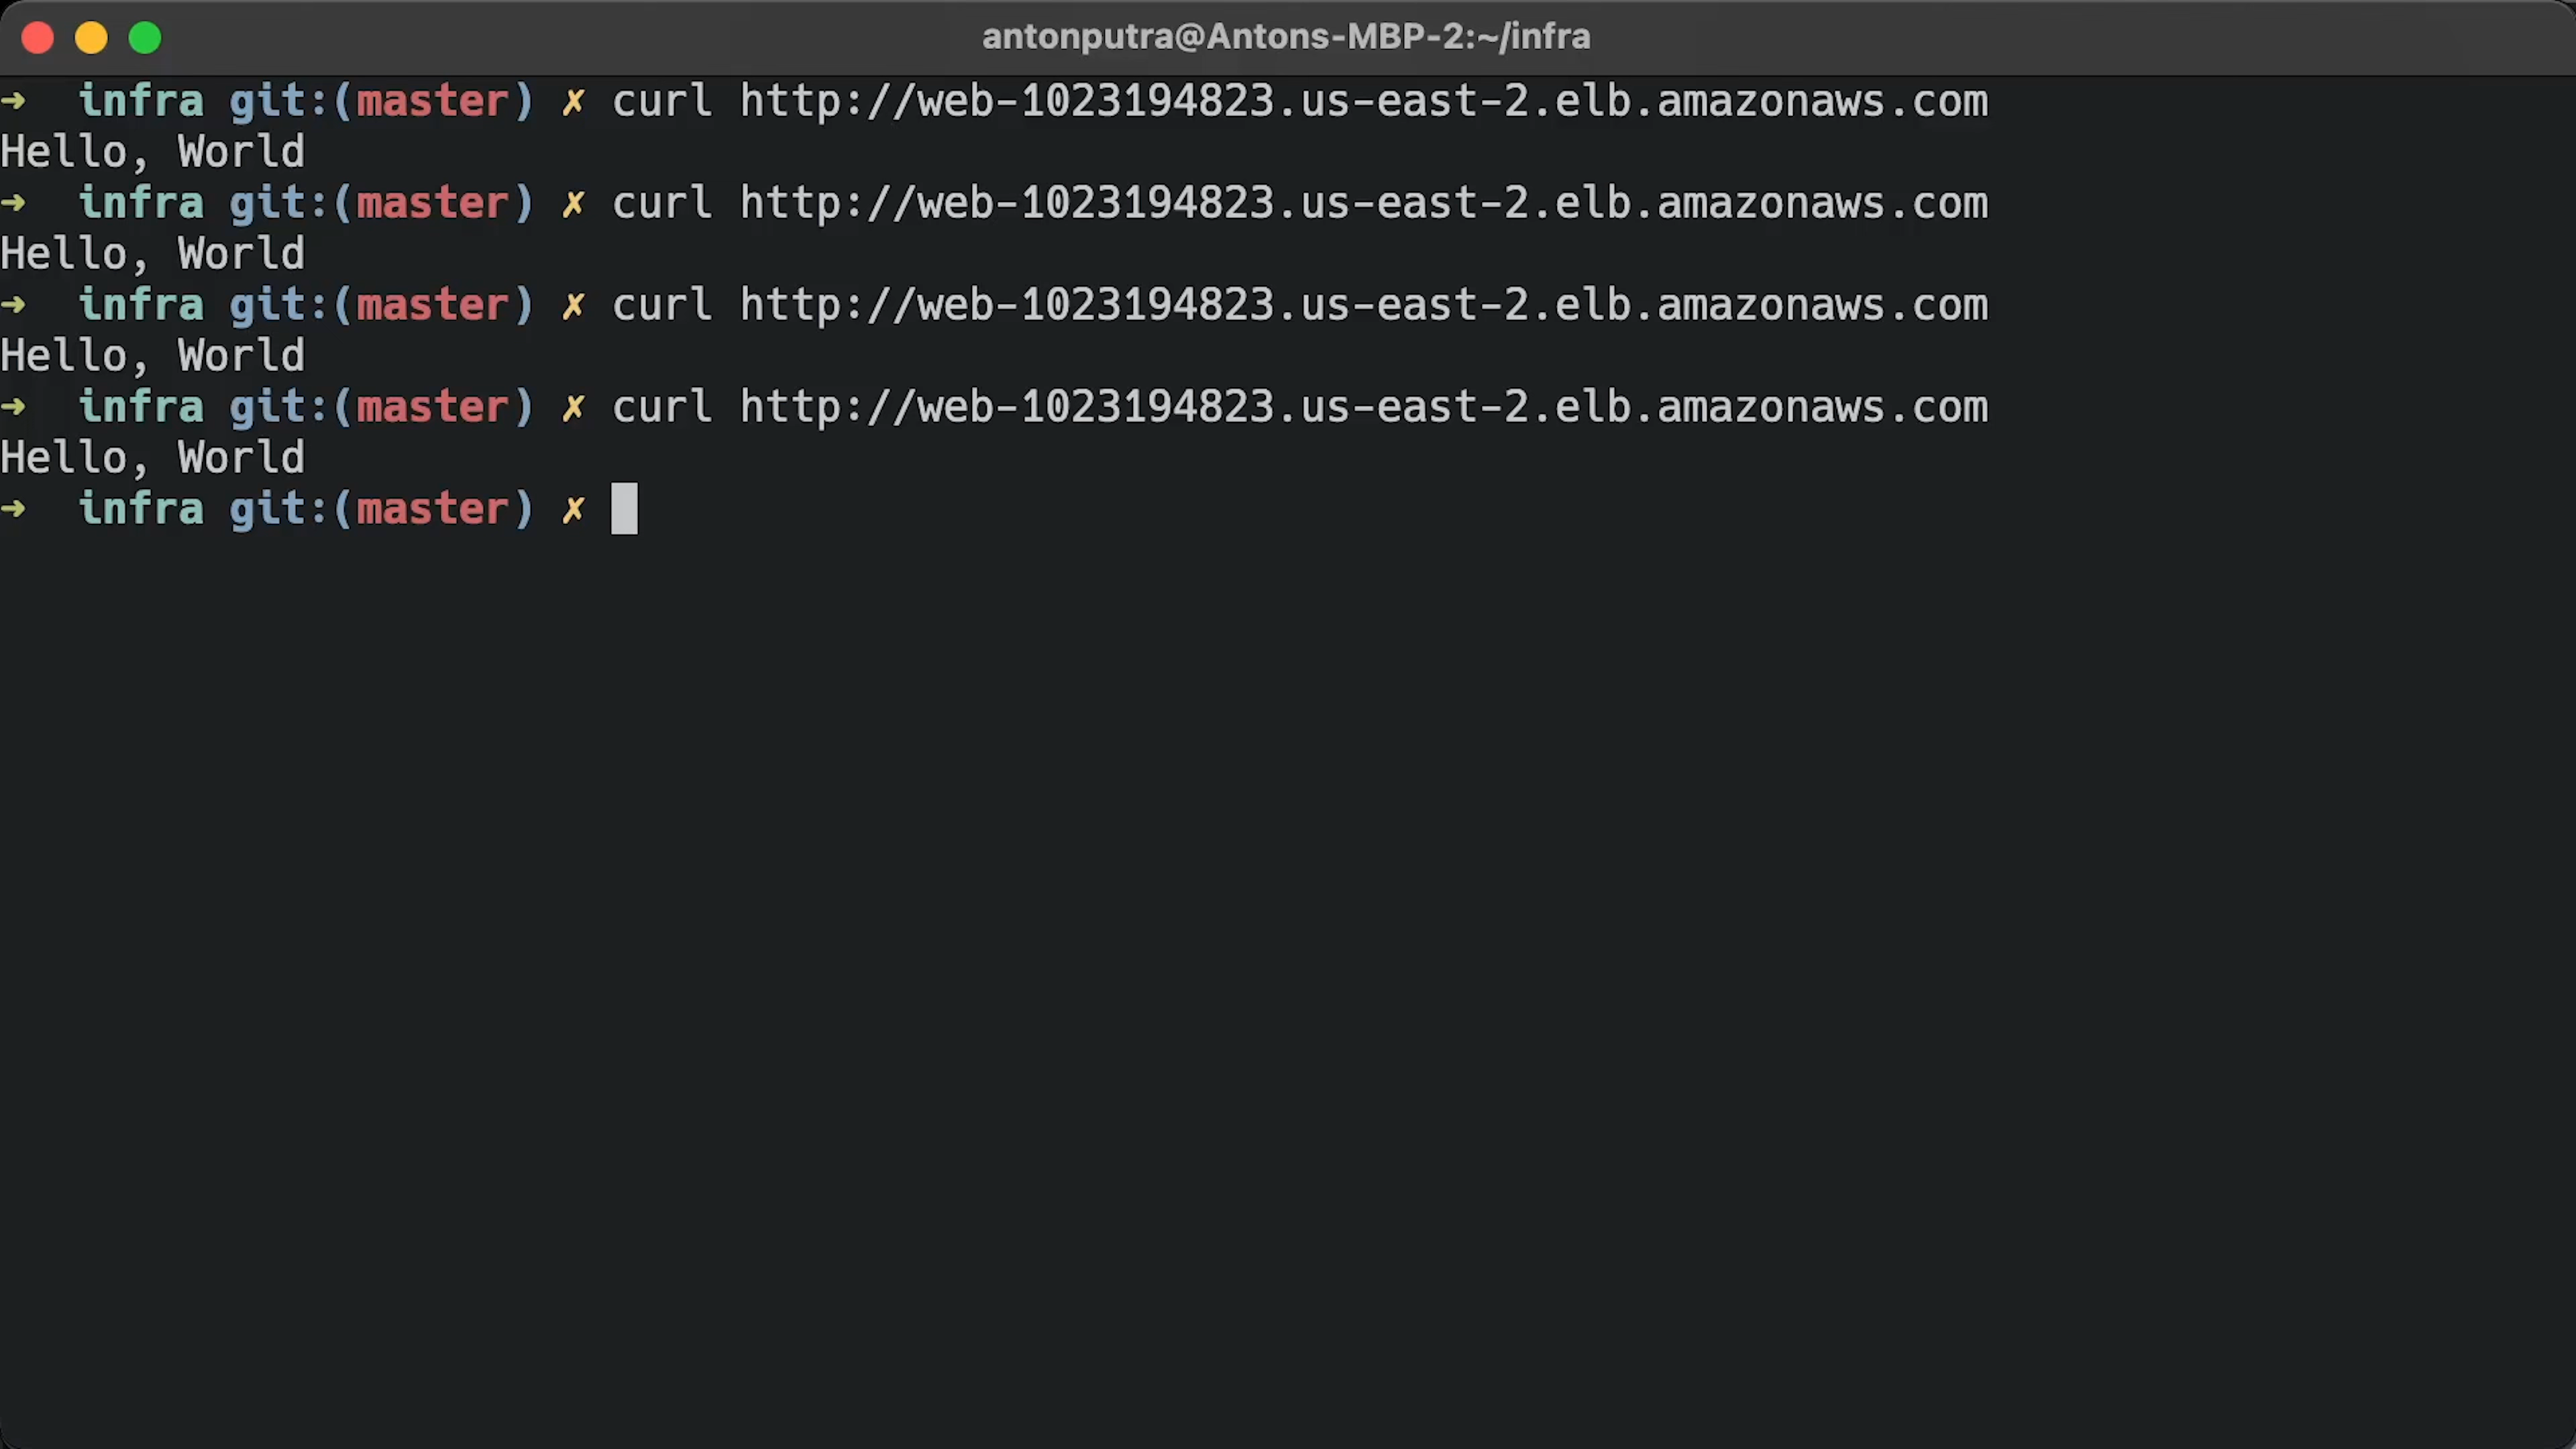 antonputra@Antons-MBP-2:~/infra
➜ infra git:(master) ✗ curl http://web-1023194823.us-east-2.elb.amazonaws.com
Hello, World
➜ infra git:(master) ✗ curl http://web-1023194823.us-east-2.elb.amazonaws.com
Hello, World
➜ infra git:(master) ✗ curl http://web-1023194823.us-east-2.elb.amazonaws.com
Hello, World
➜ infra git:(master) ✗ curl http://web-1023194823.us-east-2.elb.amazonaws.com
Hello, World
➜ infra git:(master) ✗